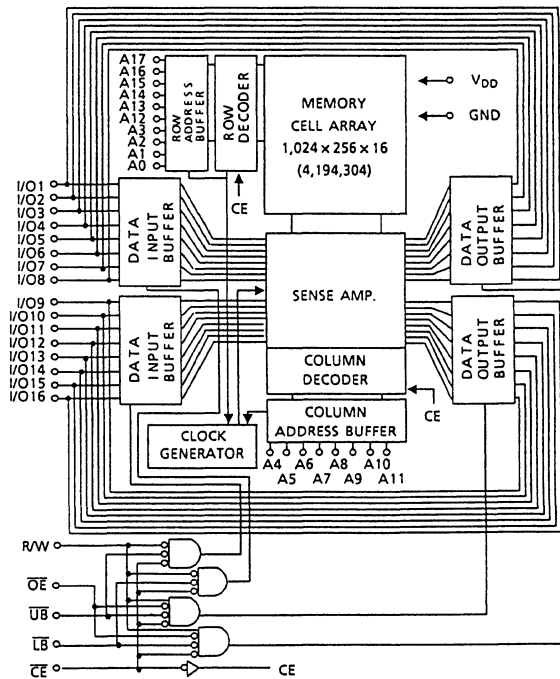 A17
A16
A15
A14
A13
A12
A3
A2
A1
A0
ROW ADDRESS BUFFER
ROW DECODER
CE
MEMORY
CELL ARRAY
1,024 x 256 x 16
(4,194,304)
VDD
GND
I/O1
I/O2
I/O3
I/O4
I/O5
I/O6
I/O7
I/O8
DATA INPUT BUFFER
DATA OUTPUT BUFFER
I/O9
I/O10
I/O11
I/O12
I/O13
I/O14
I/O15
I/O16
DATA INPUT BUFFER
DATA OUTPUT BUFFER
SENSE AMP.
COLUMN
DECODER
CE
COLUMN
ADDRESS BUFFER
CLOCK
GENERATOR
A4 A6 A8 A10
A5 A7 A9 A11
R/W
OE
UB
LB
CE
CE